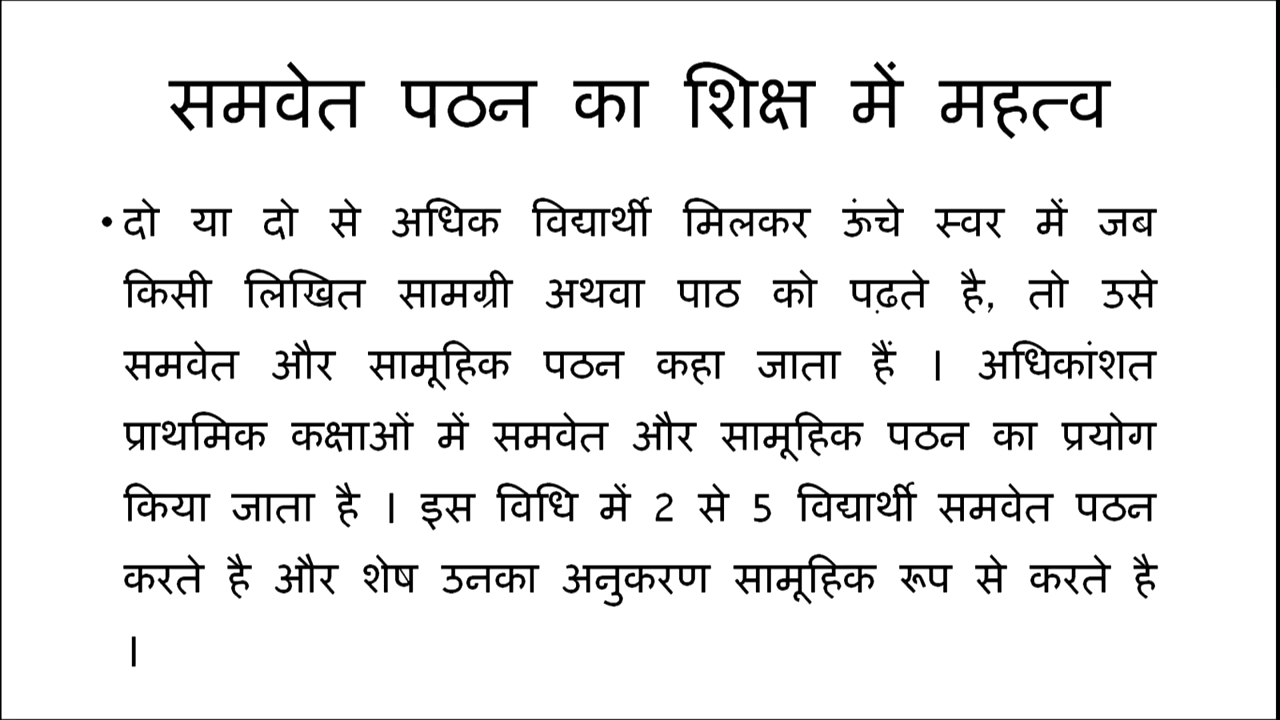 समवेत पठन का शिक्ष में महत्व
• दो या दो से अधिक विद्यार्थी मिलकर ऊंचे स्वर में जब
किसी लिखित सामग्री अथवा पाठ को पढ़ते है, तो उसे
समवेत और सामूहिक पठन कहा जाता हैं । अधिकांशत
प्राथमिक कक्षाओं में समवेत और सामूहिक पठन का प्रयोग
किया जाता है । इस विधि में 2 से 5 विद्यार्थी समवेत पठन
करते है और शेष उनका अनुकरण सामूहिक रूप से करते है
।